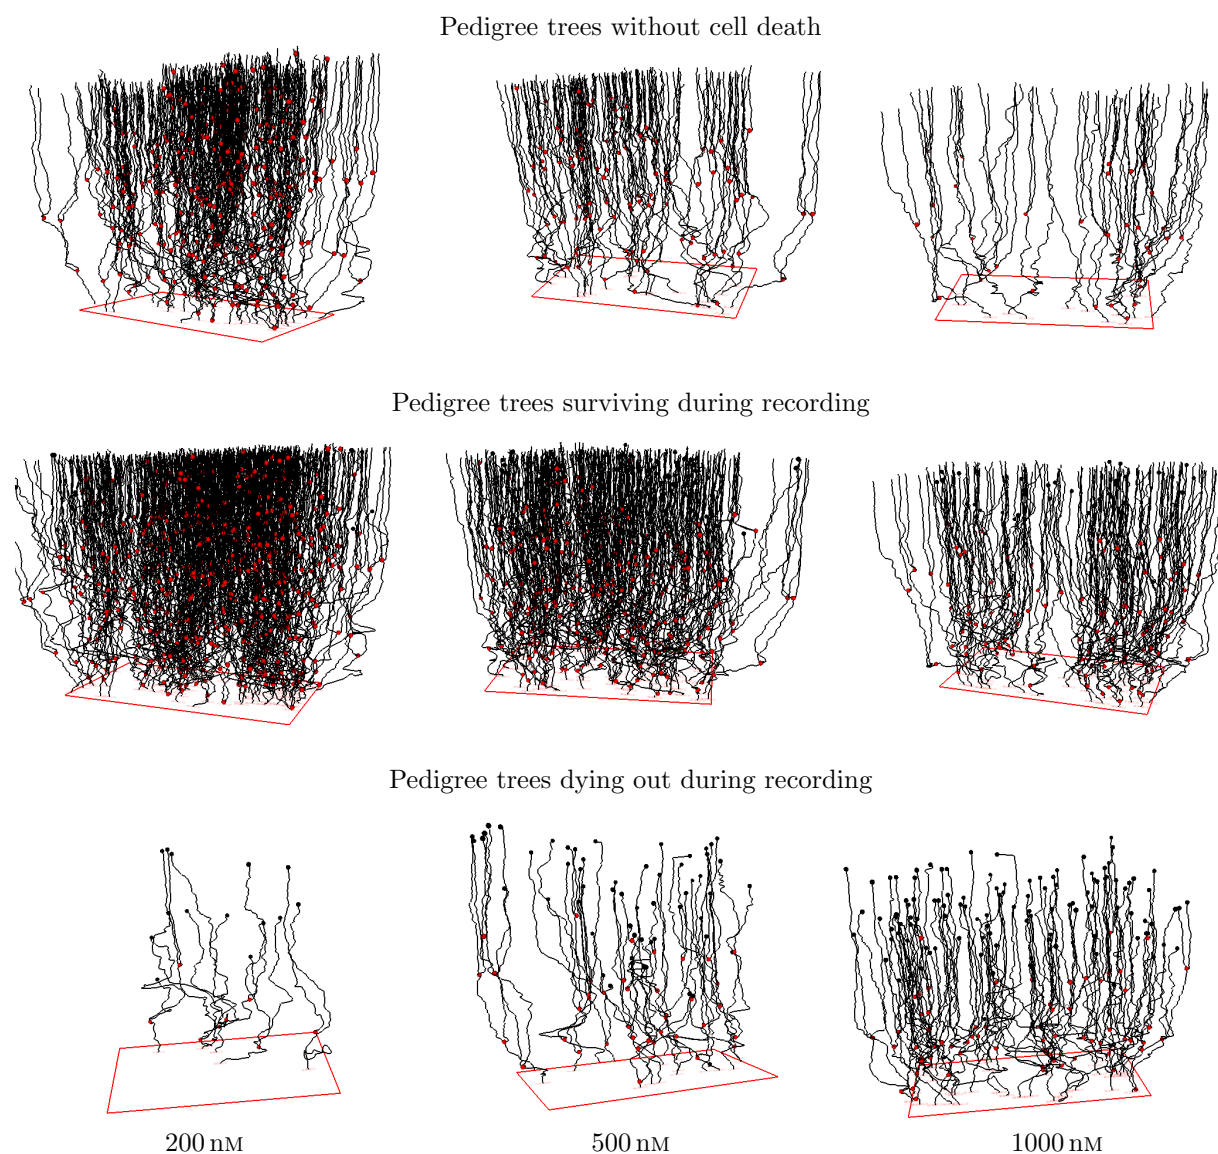 Pedigree trees without cell death
Pedigree trees surviving during recording
Pedigree trees dying out during recording
200 nM
500 nM
1000 nM